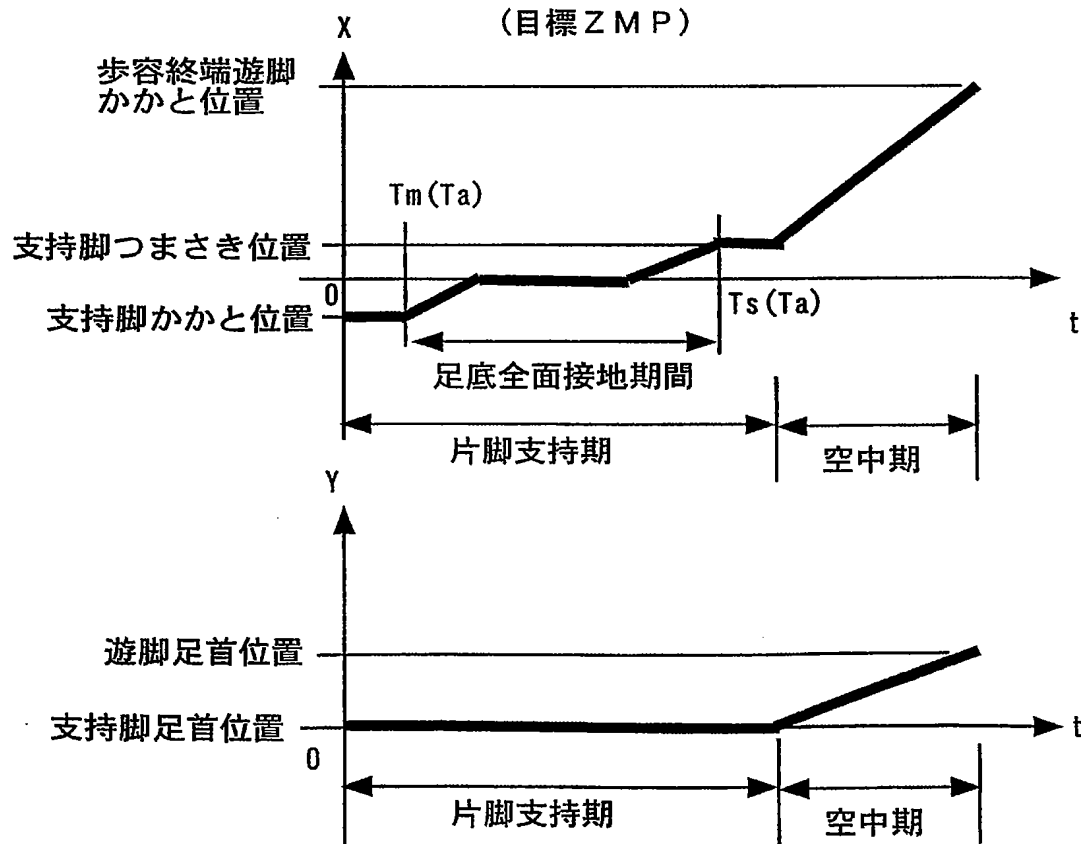 (目標ZMP)
X
歩容終端遊脚
かかと位置
Tm(Ta)
支持脚つまさき位置
0
支持脚かかと位置
Ts(Ta)
t
足底全面接地期間
片脚支持期
空中期
Y
遊脚足首位置
支持脚足首位置
0
t
片脚支持期
空中期